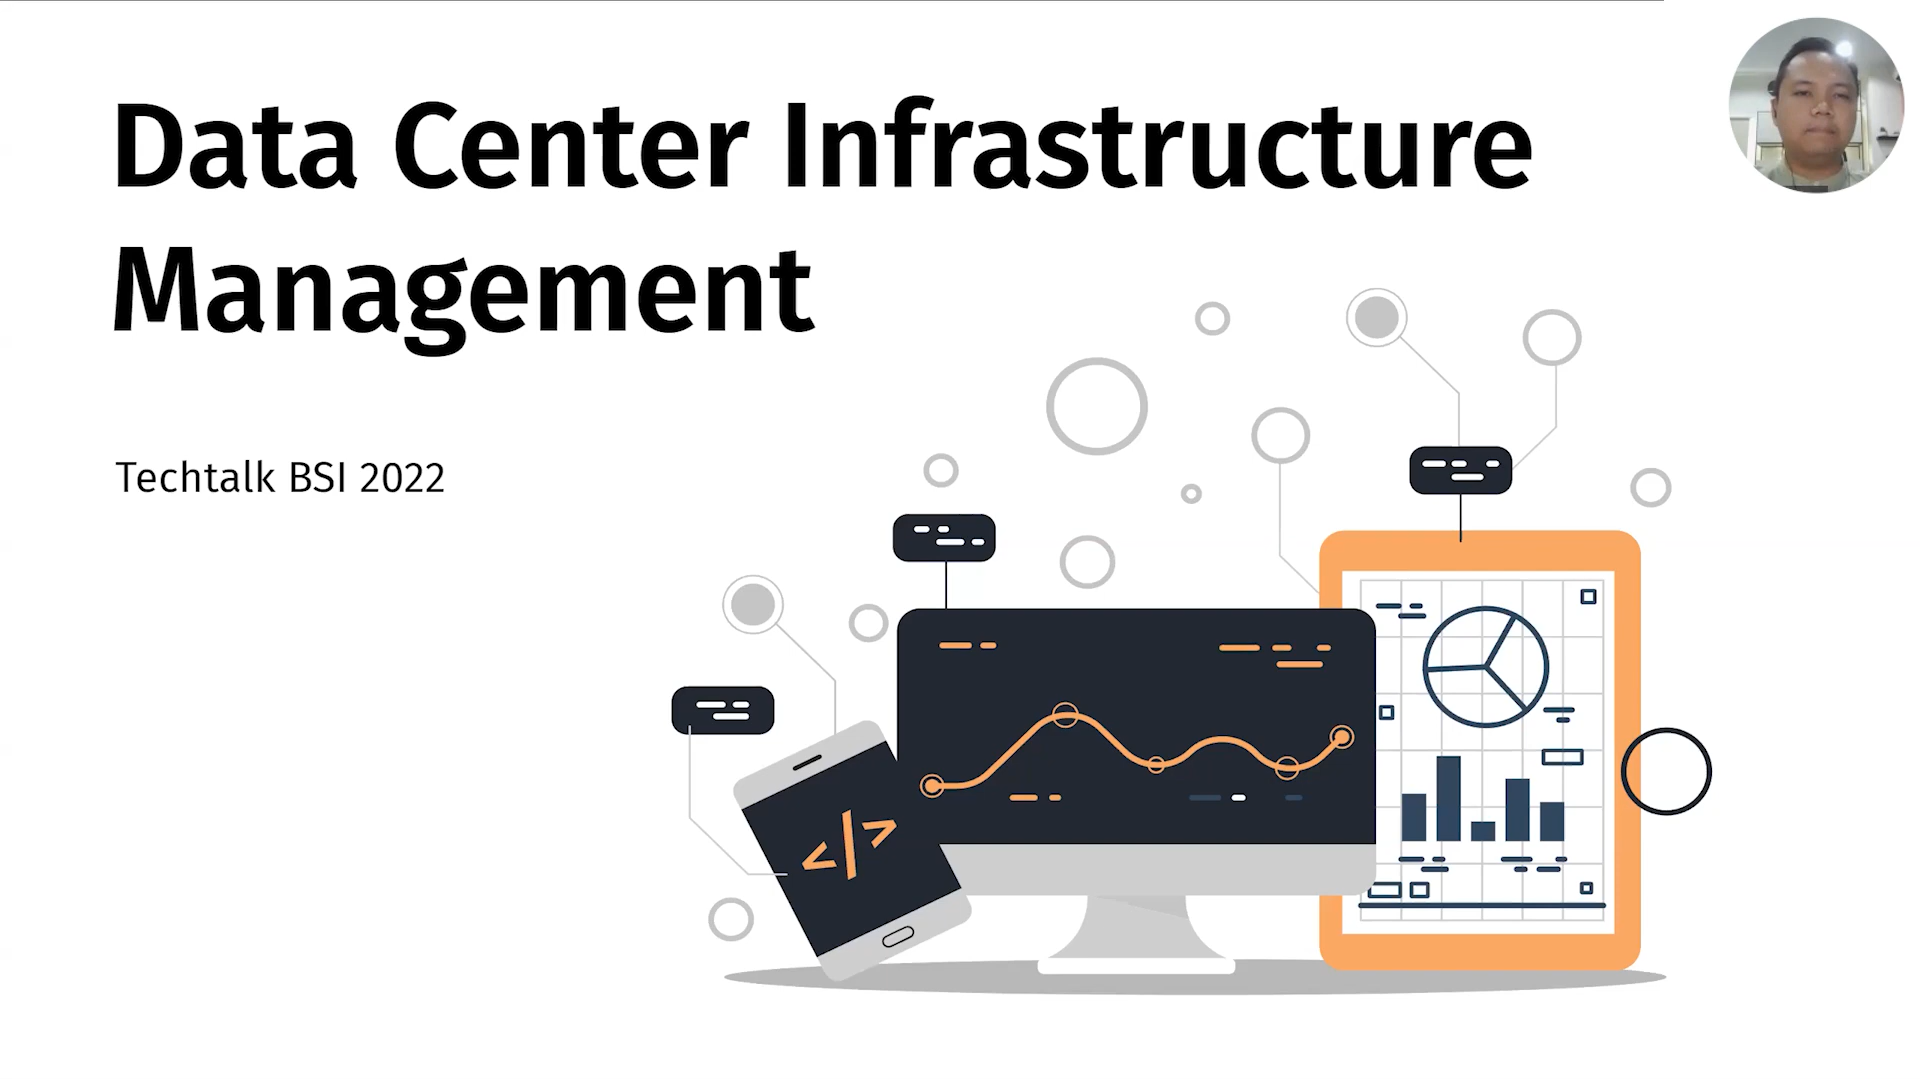 Data Center Infrastructure
Management
Techtalk BSI 2022
</>